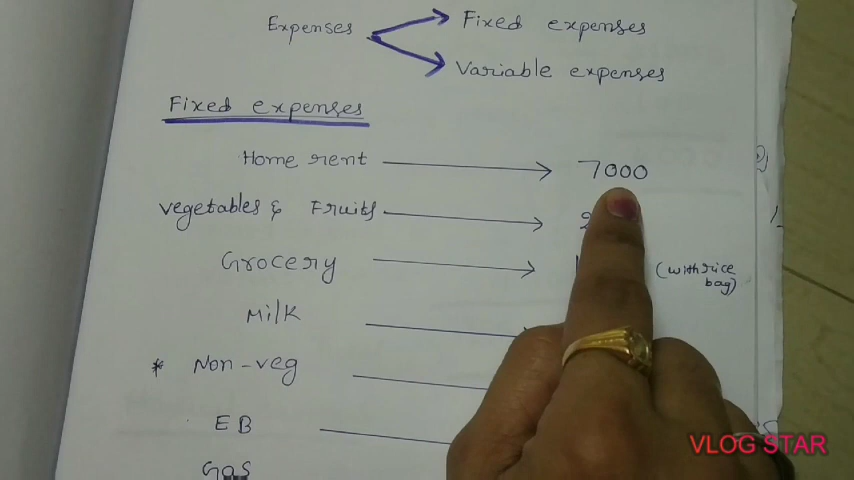 Expenses
Fixed expenses
Variable expenses
Fixed expenses
Home rent 7000
Vegetables & Fruits
Grocery (with rice bag)
Milk
* Non-veg
EB
Gas
VLOG STAR